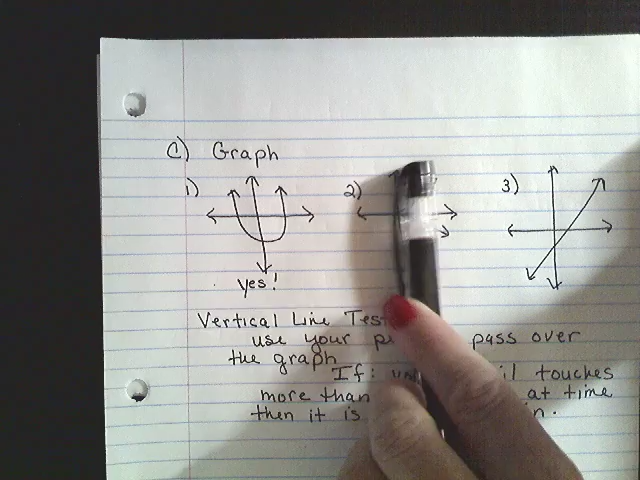 C) Graph
1) 2) 3)
yes!
Vertical Line
use your pass over
the graph
If: touches
more than at time
then it is